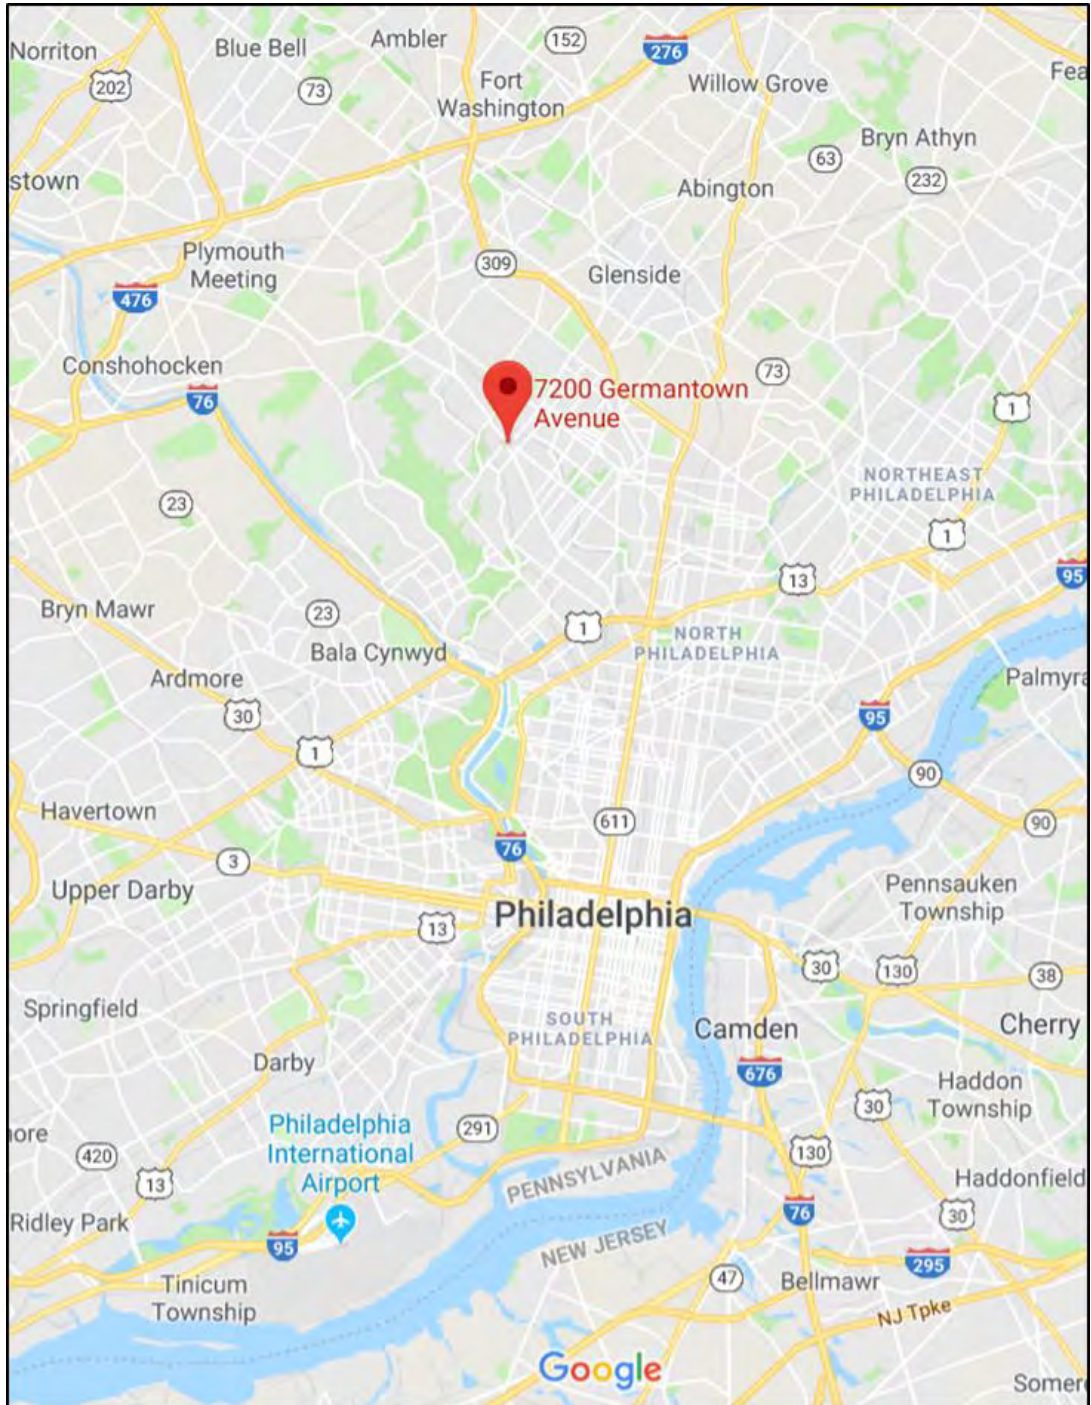 Ambler
152
Norriton
Blue Bell
276
Fort
Washington
Willow Grove
Fea
202
73
Bryn Athyn
63
232
stown
Abington
Plymouth
Meeting
309
Glenside
476
Conshohocken
76
73
7200 Germantown
Avenue
1
NORTHEAST
PHILADELPHIA
23
1
13
95
Bryn Mawr
23
1
NORTH
PHILADELPHIA
Bala Cynwyd
Ardmore
Palmyra
30
95
1
90
Havertown
611
90
76
3
Upper Darby
Pennsauken
Township
Philadelphia
13
30
130
38
Springfield
SOUTH
PHILADELPHIA
Camden
Cherry
Darby
676
Haddon
Township
30
Philadelphia
International
Airport
291
ore
420
130
PENNSYLVANIA
13
Haddonfield
Ridley Park
76
30
95
NEW JERSEY
295
Tinicum
Township
47
Bellmawr
NJ Tpke
Google
Somer